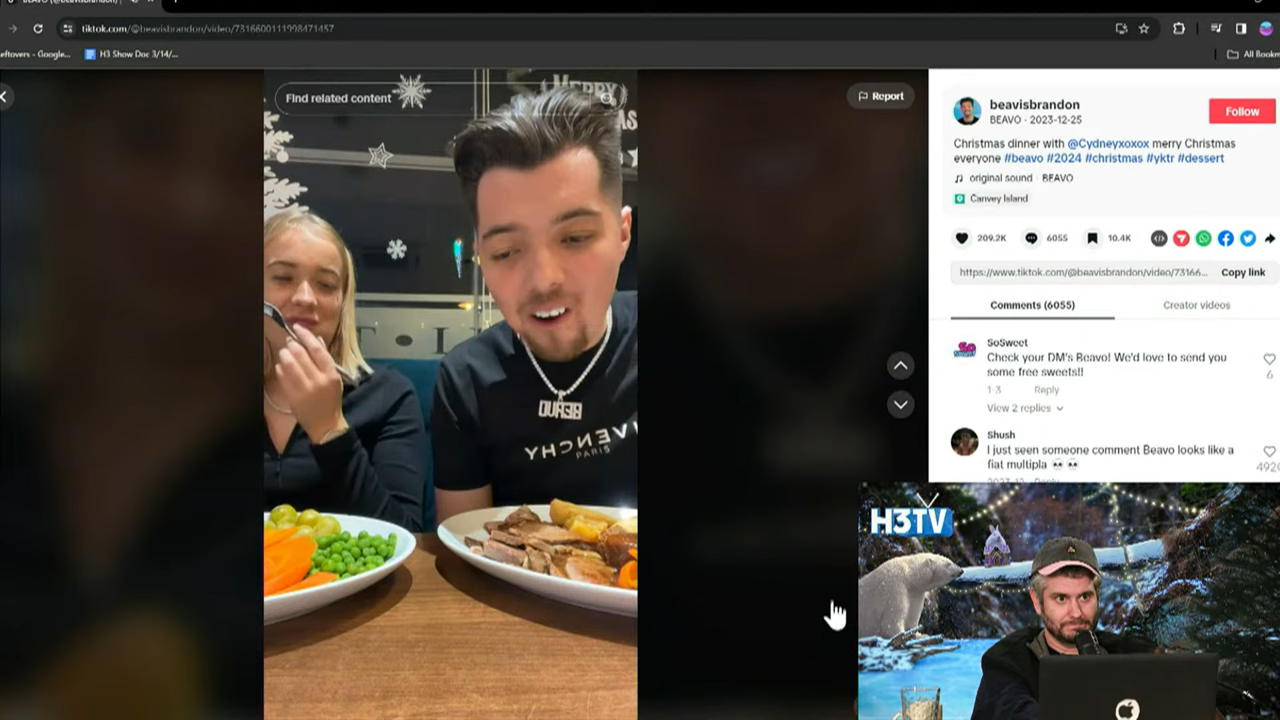 tiktok.com/@beavisbrandon/video/7316600111998471457
eftovers - Google...
H3 Show Doc 3/14/...
All Bookm
Find related content
MERRY
Report
beavisbrandon
BEAVO · 2023-12-25
Follow
Christmas dinner with @Cydneyxoxox merry Christmas
everyone #beavo #2024 #christmas #yktr #dessert
original sound BEAVO
Canvey Island
209.2K
6055
10.4K
https://www.tiktok.com/@beavisbrandon/video/73166...
Copy link
Comments (6055)
Creator videos
SoSweet
Check your DM's Beavo! We'd love to send you
some free sweets!!
6
1-3 Reply
View 2 replies
Shush
I just seen someone comment Beavo looks like a
fiat multipla
GIVENCHY
PARIS
H3TV